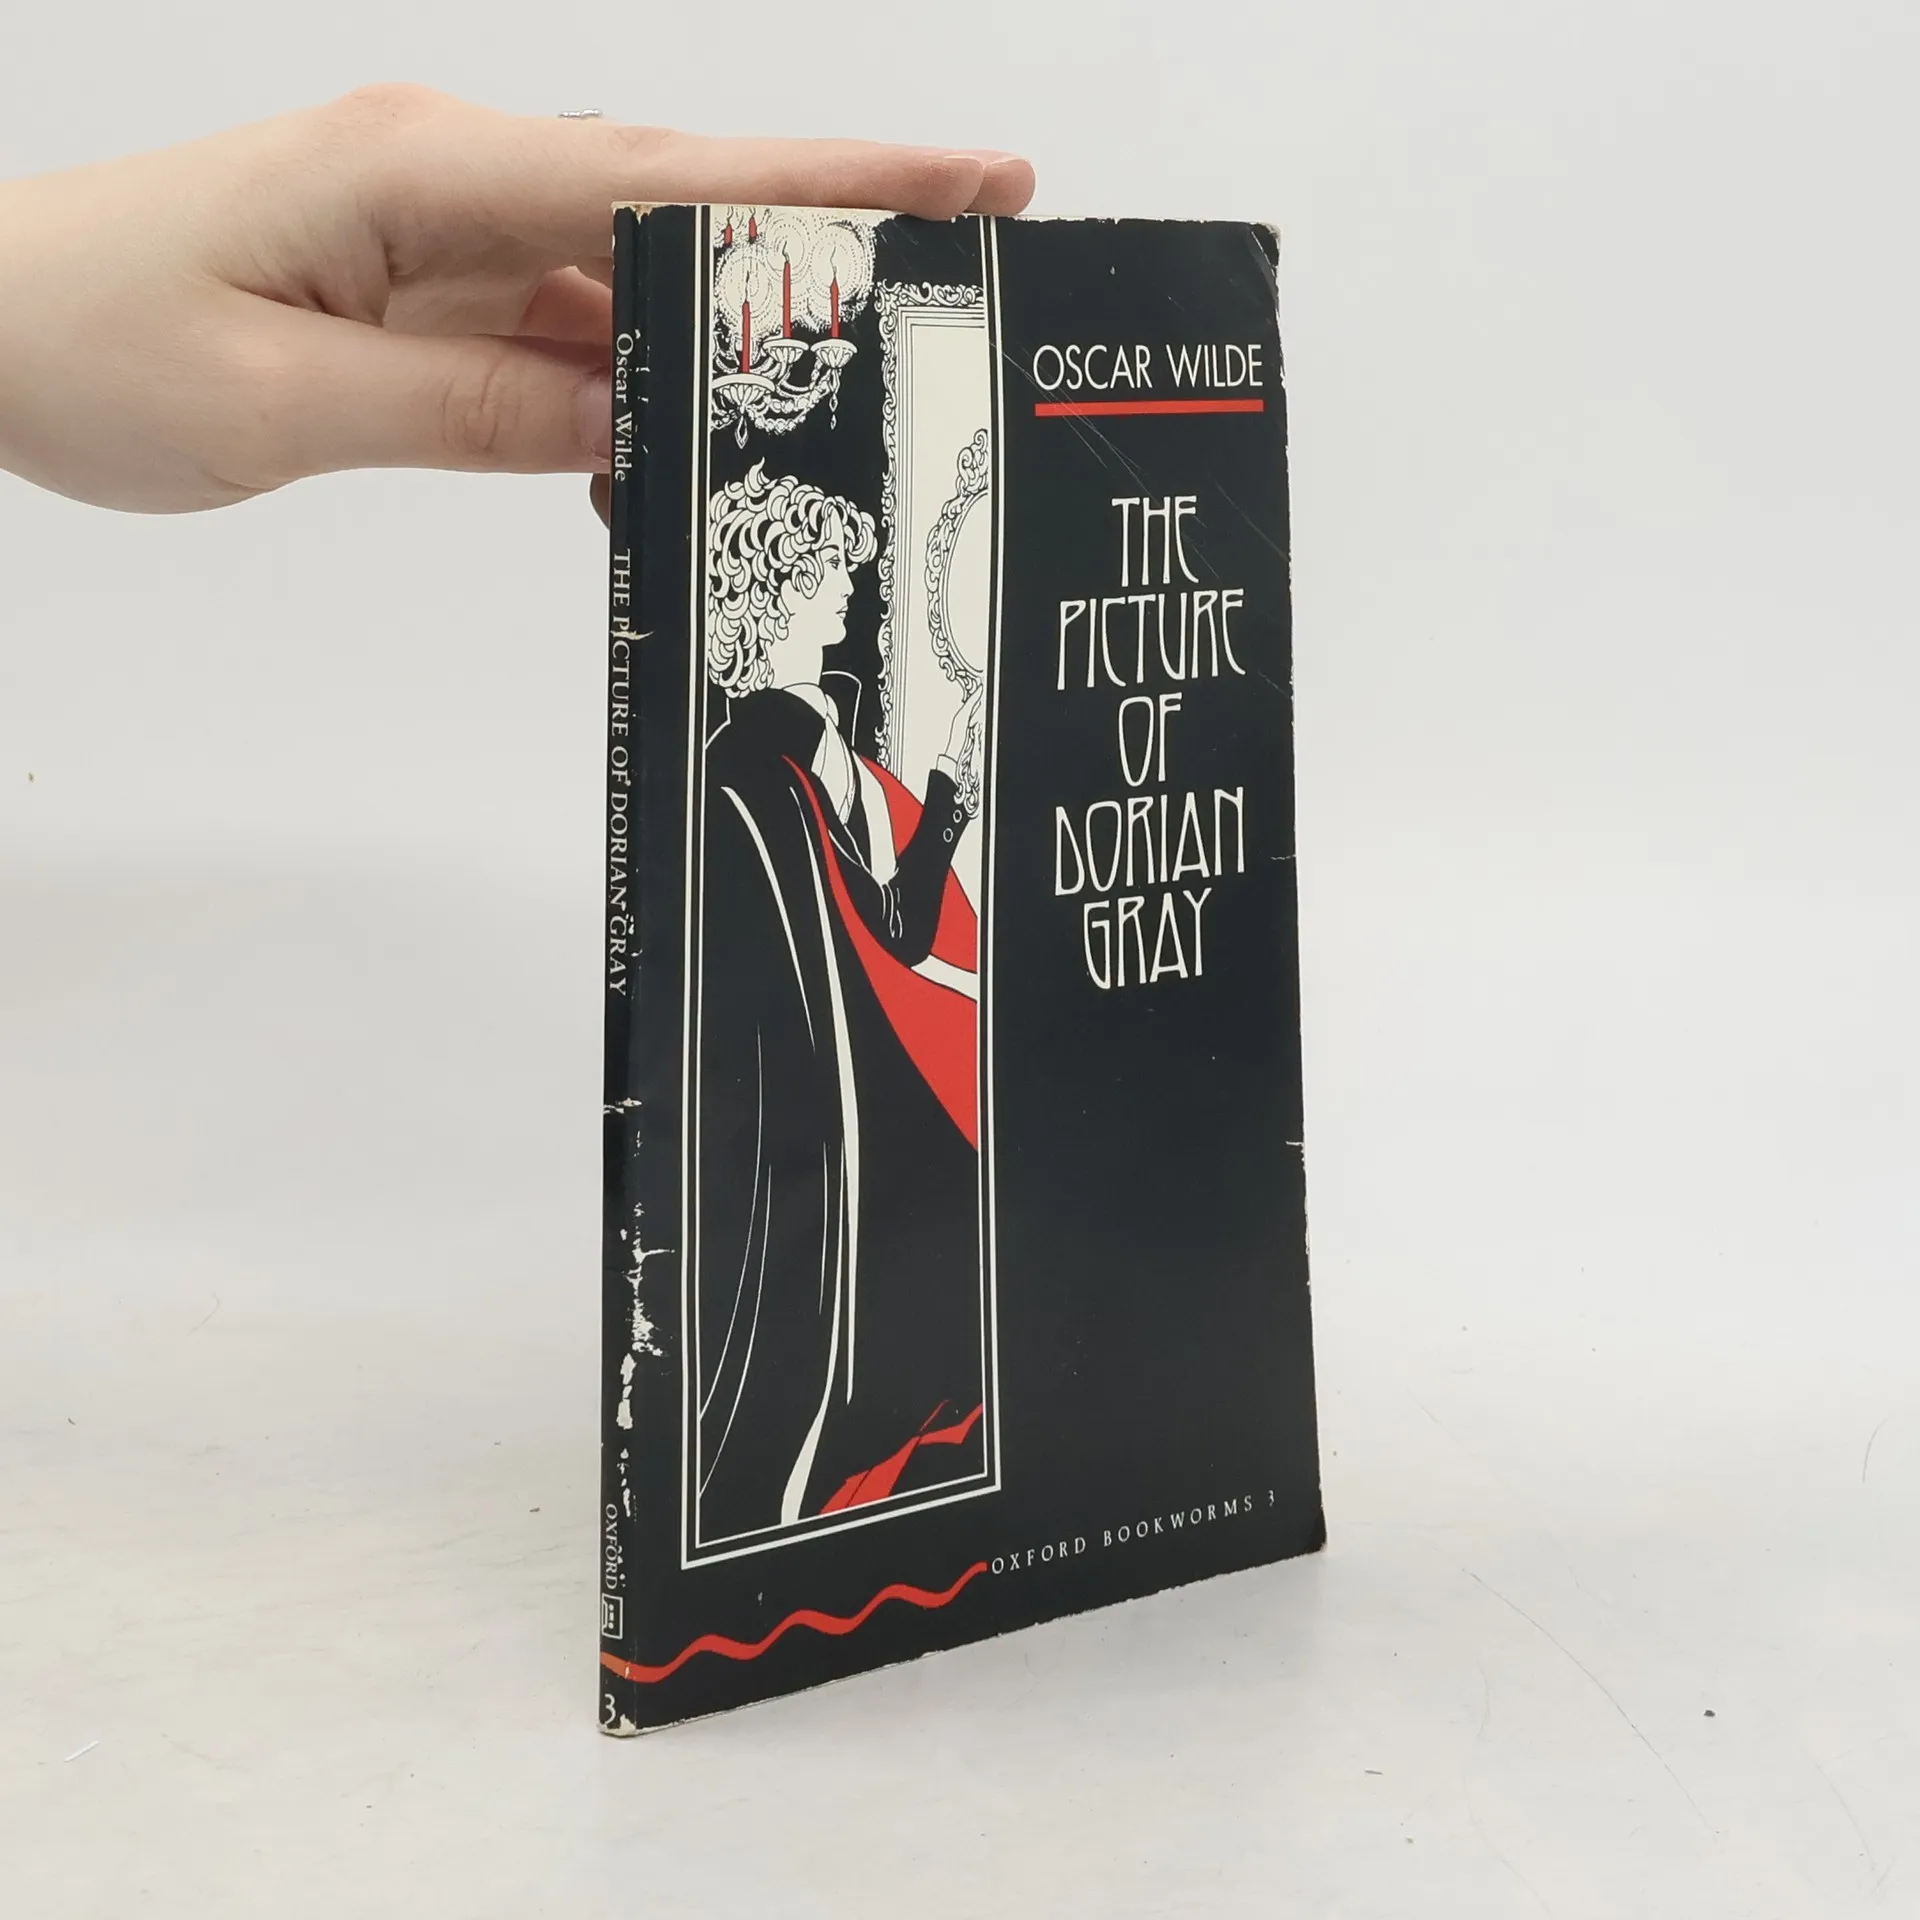 Oscar Wilde THE PICTURE OF DORIAN GRAY OXFORD
3
OSCAR WILDE
THE
PICTURE
OF
DORIAN
GRAY
OXFORD BOOKWORMS 3